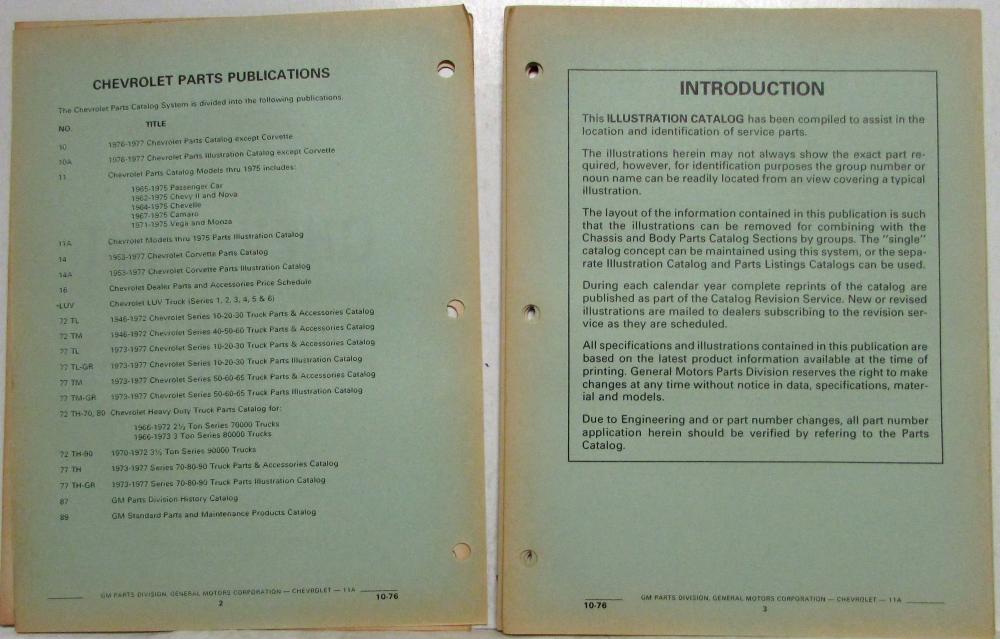 CHEVROLET PARTS PUBLICATIONS
The Chevrolet Parts Catalog System is divided into the following publications.
NO. TITLE
10 1976-1977 Chevrolet Parts Catalog except Corvette
10A 1976-1977 Chevrolet Parts Illustration Catalog except Corvette
11 Chevrolet Parts Catalog Models thru 1975 includes:
1965-1975 Passenger Car
1962-1975 Chevy II and Nova
1964-1975 Chevelle
1967-1975 Camaro
1971-1975 Vega and Monza
11A Chevrolet Models thru 1975 Parts Illustration Catalog
14 1953-1977 Corvette Parts Catalog
14A 1953-1977 Corvette Parts Illustration Catalog
16 Chevrolet Dealer Parts and Accessories Price Schedule
*LUV Chevrolet LUV Truck (Series 1, 2, 3, 4, 5 & 6)
72 TL 1946-1972 Chevrolet Series 10-20-30 Truck Parts & Accessories Catalog
72 TM 1946-1972 Chevrolet Series 40-50-60 Truck Parts & Accessories Catalog
77 TL 1973-1977 Chevrolet Series 10-20-30 Truck Parts & Accessories Catalog
77 TL-GR 1973-1977 Chevrolet Series 10-20-30 Truck Parts Illustration Catalog
77 TM 1973-1977 Chevrolet Series 50-60-65 Truck Parts & Accessories Catalog
77 TM-GR 1973-1977 Chevrolet Series 50-60-65 Truck Parts Illustration Catalog
72 TH-70, 80 Chevrolet Heavy Duty Truck Parts Catalog for:
1966-1972 2½ Ton Series 70000 Trucks
1966-1973 3 Ton Series 80000 Trucks
72 TH-90 1970-1972 3½ Ton Series 90000 Trucks
77 TH 1973-1977 Series 70-80-90 Truck Parts & Accessories Catalog
77 TH-GR 1973-1977 Series 70-80-90 Truck Parts Illustration Catalog
87 GM Parts Division History Catalog
89 GM Standard Parts and Maintenance Products Catalog
GM PARTS DIVISION, GENERAL MOTORS CORPORATION — CHEVROLET — 11A
2
10-76
INTRODUCTION
This ILLUSTRATION CATALOG has been compiled to assist in the
location and identification of service parts.
The illustrations herein may not always show the exact part re-
quired, however, for identification purposes the group number or
noun name can be readily located from an view covering a typical
illustration.
The layout of the information contained in this publication is such
that the illustrations can be removed for combining with the
Chassis and Body Parts Catalog Sections by groups. The "single"
catalog concept can be maintained using this system, or the sepa-
rate Illustration Catalog and Parts Listings Catalogs can be used.
During each calendar year complete reprints of the catalog are
published as part of the Catalog Revision Service. New or revised
illustrations are mailed to dealers subscribing to the revision ser-
vice as they are scheduled.
All specifications and illustrations contained in this publication are
based on the latest product information available at the time of
printing. General Motors Parts Division reserves the right to make
changes at any time without notice in data, specifications, mater-
ial and models.
Due to Engineering and or part number changes, all part number
application herein should be verified by refering to the Parts
Catalog.
10-76
GM PARTS DIVISION, GENERAL MOTORS CORPORATION — CHEVROLET — 11A
3